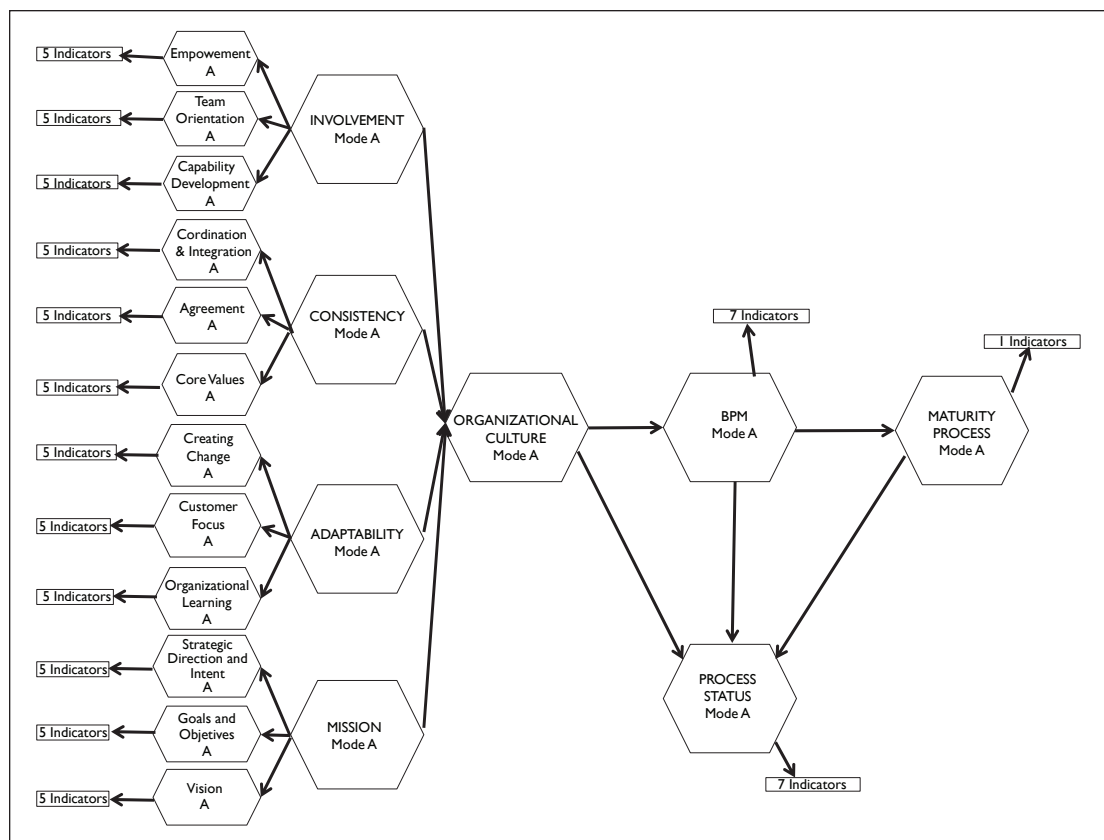 5 Indicators
Empowement
A
5 Indicators
Team
Orientation
A
5 Indicators
Capability
Development
A
INVOLVEMENT
Mode A
5 Indicators
Cordination
& Integration
A
5 Indicators
Agreement
A
5 Indicators
Core Values
A
CONSISTENCY
Mode A
5 Indicators
Creating
Change
A
5 Indicators
Customer
Focus
A
5 Indicators
Organizational
Learning
A
ADAPTABILITY
Mode A
5 Indicators
Strategic
Direction and
Intent
A
5 Indicators
Goals and
Objetives
A
5 Indicators
Vision
A
MISSION
Mode A
ORGANIZATIONAL
CULTURE
Mode A
7 Indicators
BPM
Mode A
1 Indicators
MATURITY
PROCESS
Mode A
PROCESS
STATUS
Mode A
7 Indicators